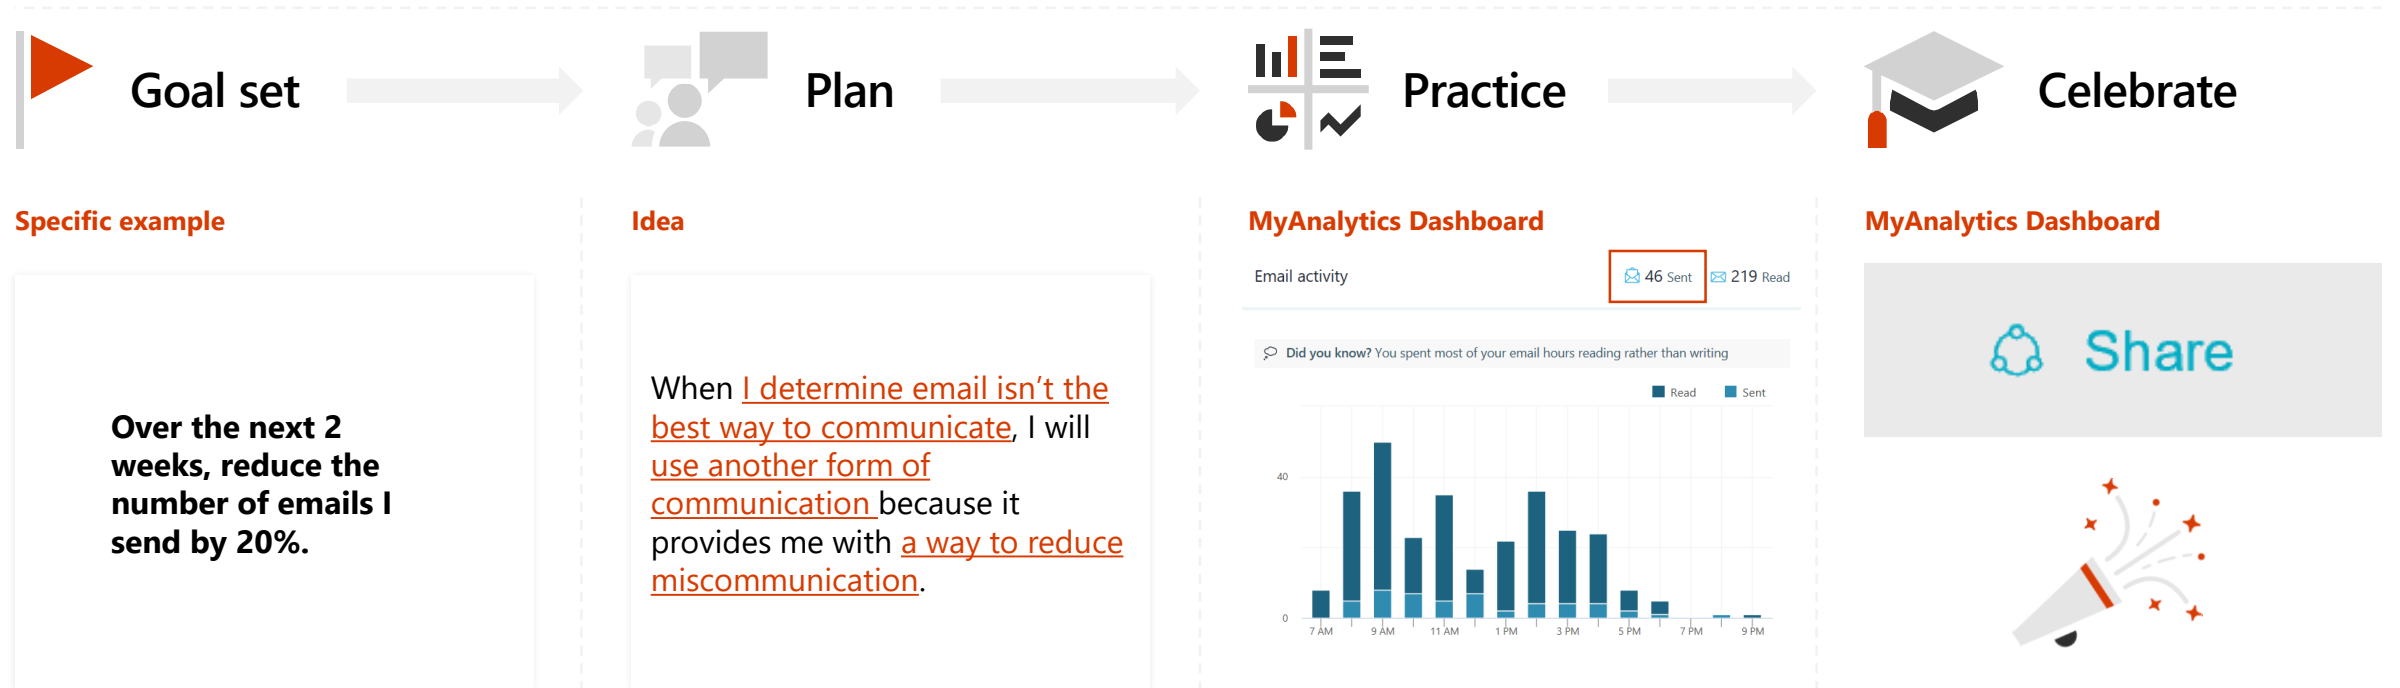 Goal set
Plan
Practice
Celebrate
Specific example
Over the next 2
weeks, reduce the
number of emails I
send by 20%.
Idea
When I determine email isn’t the
best way to communicate, I will
use another form of
communication because it
provides me with a way to reduce
miscommunication.
MyAnalytics Dashboard
Email activity
46 Sent
219 Read
Did you know? You spent most of your email hours reading rather than writing
Read
Sent
40
0
7 AM
9 AM
11 AM
1 PM
3 PM
5 PM
7 PM
9 PM
MyAnalytics Dashboard
Share